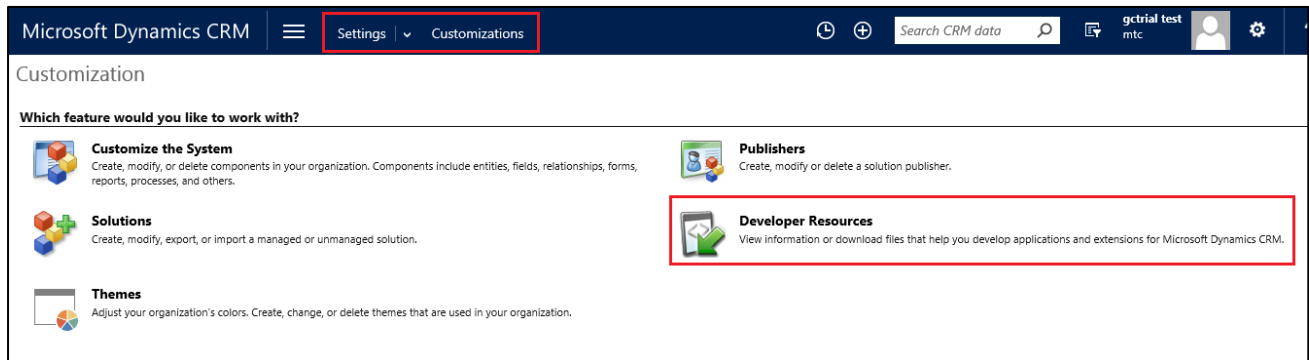 Microsoft Dynamics CRM
Settings
Customizations
Search CRM data
gctrial test
mtc
Customization
Which feature would you like to work with?
Customize the System
Create, modify, or delete components in your organization. Components include entities, fields, relationships, forms,
reports, processes, and others.
Publishers
Create, modify or delete a solution publisher.
Solutions
Create, modify, export, or import a managed or unmanaged solution.
Developer Resources
View information or download files that help you develop applications and extensions for Microsoft Dynamics CRM.
Themes
Adjust your organization's colors. Create, change, or delete themes that are used in your organization.